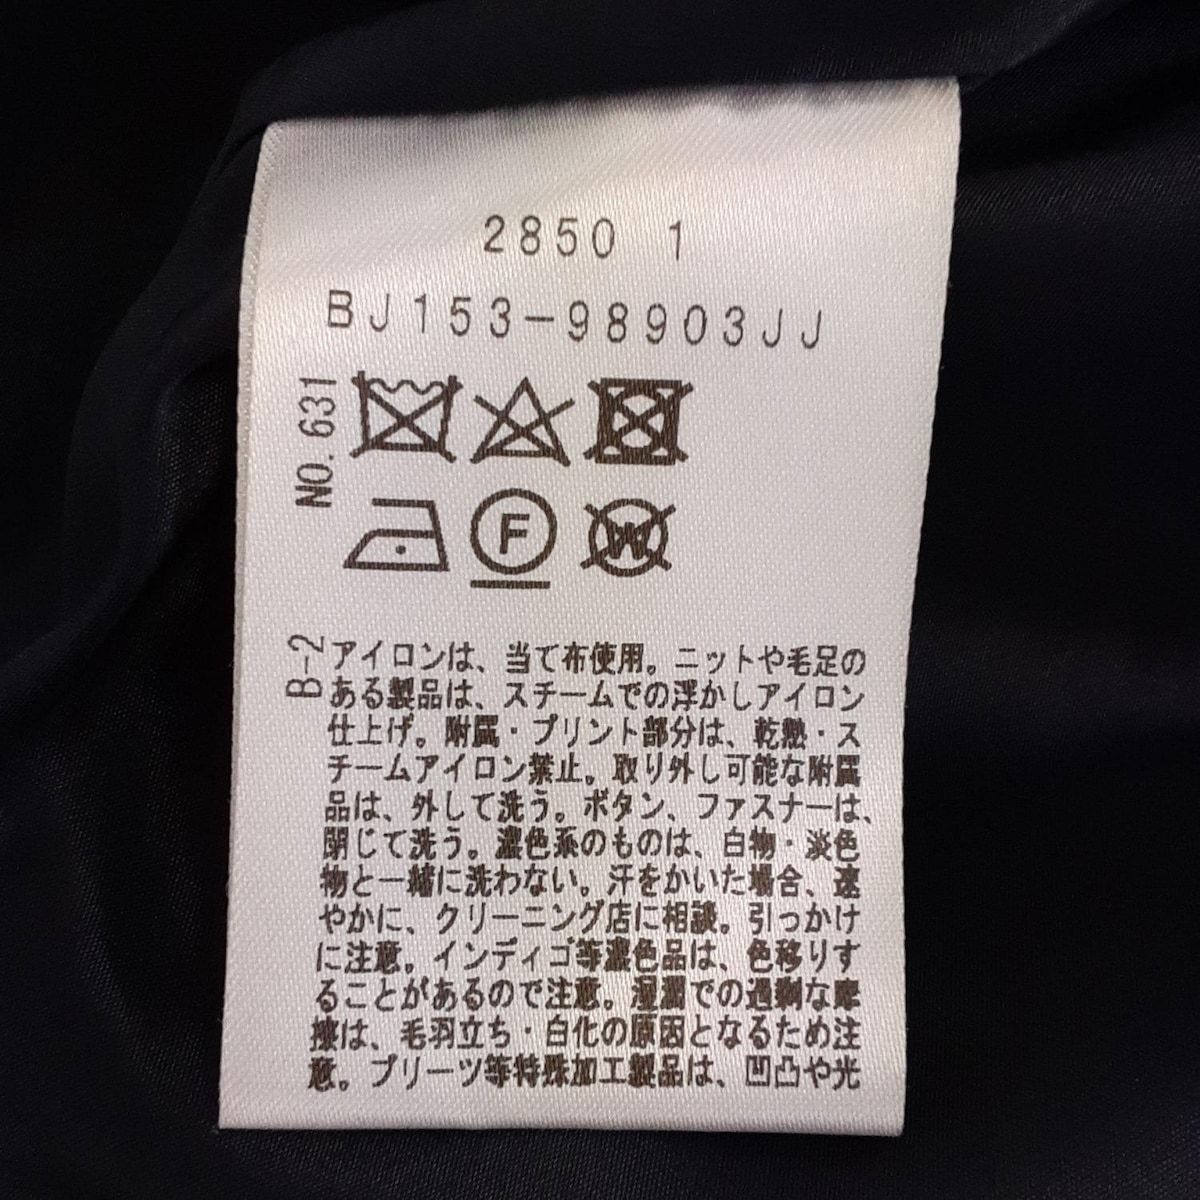 2850 1
BJ153-98903JJ
NO. 631
F
W
B-2
アイロンは、当て布使用。ニットや毛足の
ある製品は、スチームでの浮かしアイロン
仕上げ。附属・プリント部分は、乾熱・ス
チームアイロン禁止。取り外し可能な附属
品は、外して洗う。ボタン、ファスナーは、
閉じて洗う。濃色系のものは、白物・淡色
物と一緒に洗わない。汗をかいた場合、速
やかに、クリーニング店に相談。引っかけ
に注意。インディゴ等濃色品は、色移りす
ることがあるので注意。湿潤での過剰な摩
擦は、毛羽立ち・白化の原因となるため注
意。プリーツ等特殊加工製品は、凹凸や光